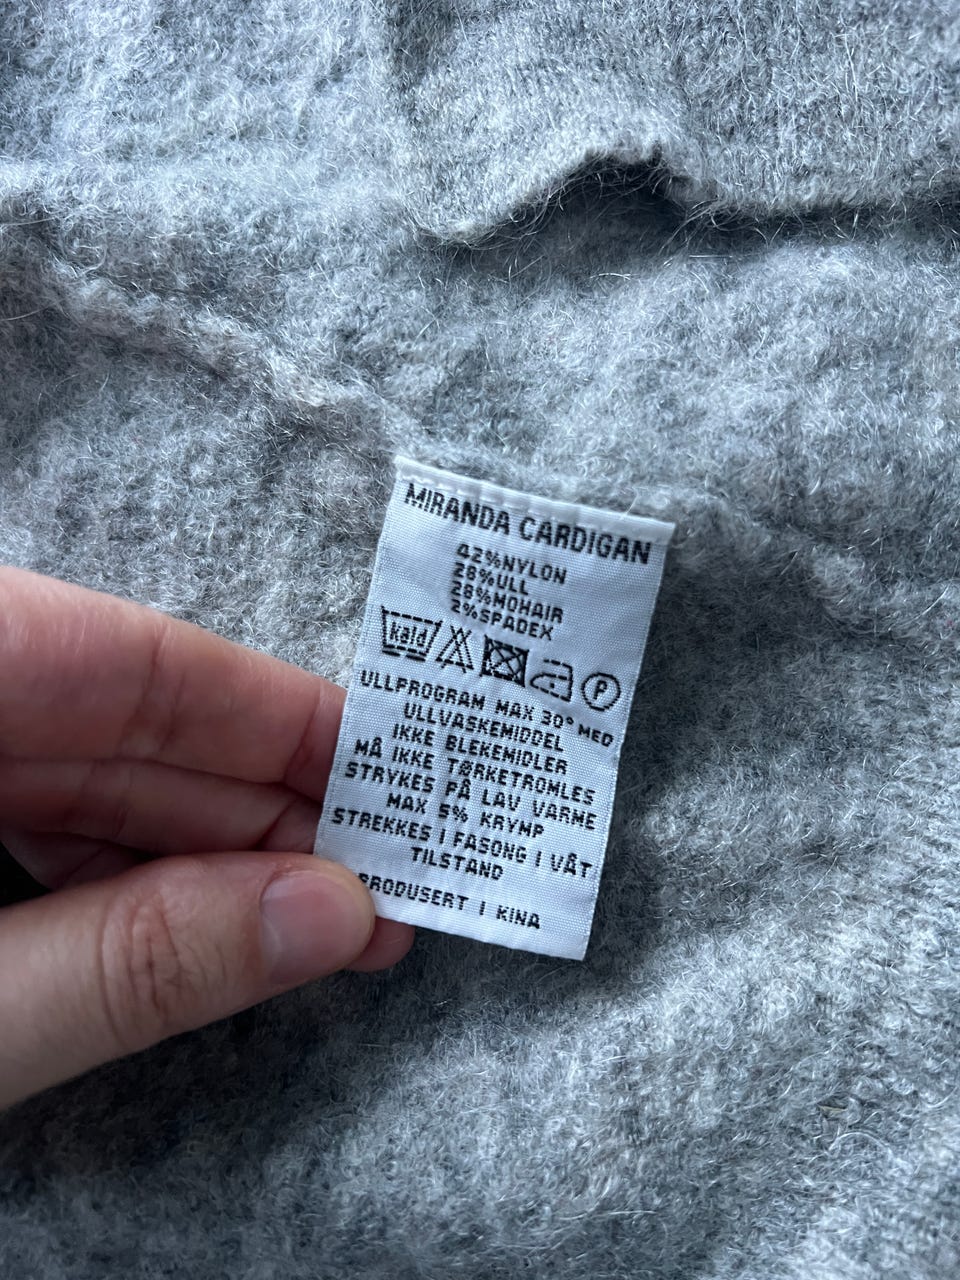 MIRANDA CARDIGAN
42%NYLON
28%ULL
28%MOHAIR
2%SPADEX
kald
P
ULLPROGRAM MAX 30° MED
ULLVASKEMIDDEL
IKKE BLEKEMIDLER
MÅ IKKE TØRKETROMLES
STRYKES PÅ LAV VARME
MAX 5% KRYMP
STREKKES I FASONG I VÅT
TILSTAND
PRODUSERT I KINA